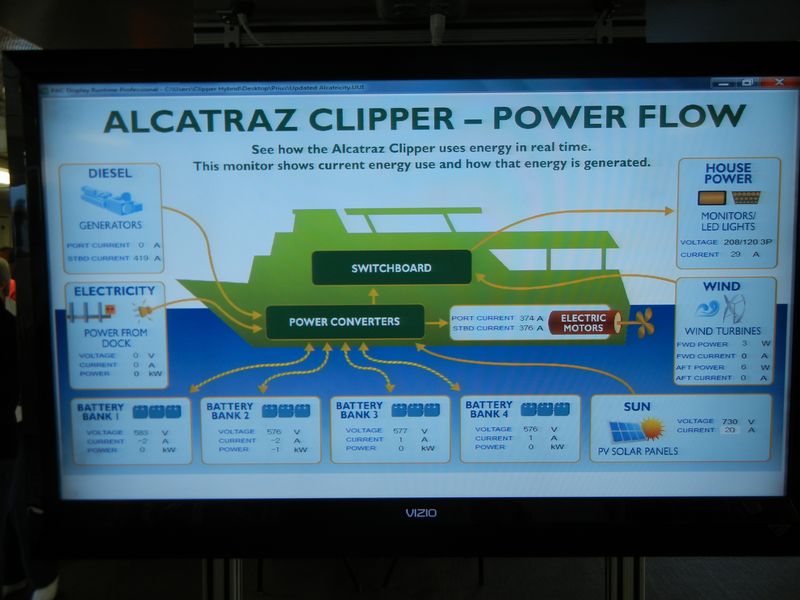 PAC Display Runtime Professional - C:\Users\Clipper Hybrid\Desktop\Prius\Updated Alcatricity.UUI
ALCATRAZ CLIPPER – POWER FLOW
See how the Alcatraz Clipper uses energy in real time.
This monitor shows current energy use and how that energy is generated.
DIESEL
GENERATORS
PORT CURRENT 0 A
STBD CURRENT 419 A
HOUSE
POWER
MONITORS/
LED LIGHTS
VOLTAGE 208/120 3P
CURRENT 29 A
SWITCHBOARD
ELECTRICITY
POWER FROM
DOCK
VOLTAGE 0 V
CURRENT 0 A
POWER 0 kW
POWER CONVERTERS
PORT CURRENT 374 A
STBD CURRENT 376 A
ELECTRIC
MOTORS
WIND
WIND TURBINES
FWD POWER 3 W
FWD CURRENT 0 A
AFT POWER 6 W
AFT CURRENT 0 A
BATTERY
BANK 1
VOLTAGE 583 V
CURRENT -2 A
POWER 0 kW
BATTERY
BANK 2
VOLTAGE 576 V
CURRENT -2 A
POWER -1 kW
BATTERY
BANK 3
VOLTAGE 577 V
CURRENT 1 A
POWER 0 kW
BATTERY
BANK 4
VOLTAGE 576 V
CURRENT 1 A
POWER 0 kW
SUN
PV SOLAR PANELS
VOLTAGE: 730 V
CURRENT: 20 A
VIZIO